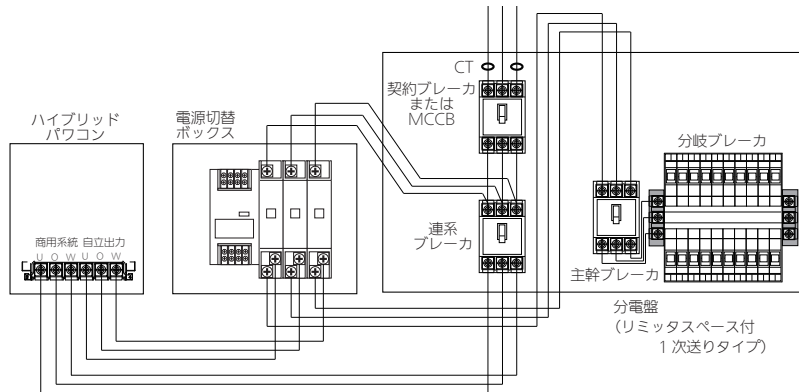 CT
契約ブレーカ
または
MCCB
ハイブリッド
パワコン
電源切替
ボックス
分岐ブレーカ
連系
ブレーカ
商用系統 自立出力
U O W U O W
主幹ブレーカ
分電盤
（リミッタスペース付
1次送りタイプ）